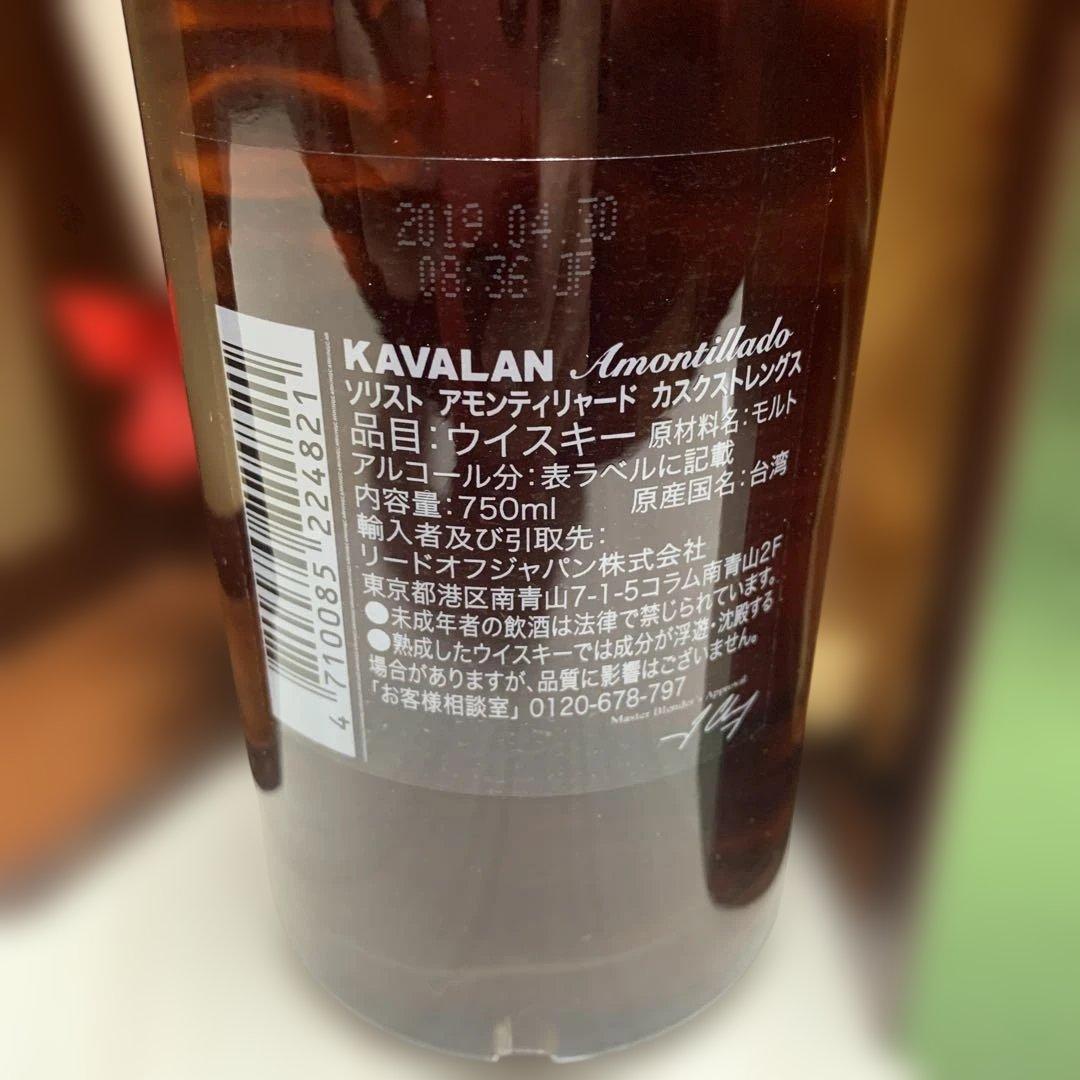 2019.04.30
08:36 JP
KAVALAN Amontillado
ソリスト アモンティリャード カスクストレングス
品目:ウイスキー 原材料名:モルト
アルコール分:表ラベルに記載
内容量:750ml 原産国名:台湾
輸入者及び引取先:
リードオフジャパン株式会社
東京都港区南青山7-1-5コラム南青山2F
●未成年者の飲酒は法律で禁じられています。
●熟成したウイスキーでは成分が浮遊・沈殿する
場合がありますが、品質に影響はございません。
「お客様相談室」0120-678-797
Master Blender's Approval
4 710085 224821